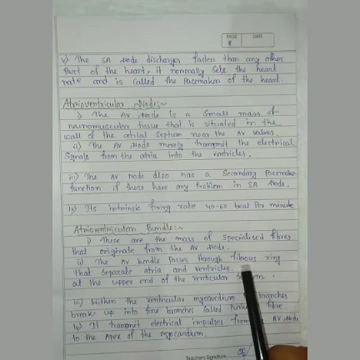 PAGE
DATE
v) The SA Node discharges faster than any other
Part of the heart, it normally sets the heart
rate and is called the Pacemaker of the heart.
Atrioventricular Node:-
i) The AV Node is a small mass of
neuromuscular tissue that is situated in the
wall of the atrial septum near the AV valves.
ii) The AV Node merely transmit the electrical
Signals from the atria into the ventricles.
iii) The AV Node also has a Secondary Pacemaker
function if there have any Problem in SA Node.
iv) Its intrinsic firing rate 40-60 beat Per minute.
Atrioventricular Bundle:-
i) These are the mass of Specialised fibres
that originate from the AV Node.
ii) The AV bundle Passes through fibrous ring
that Separate atria and ventricles
at the upper end of the ventricular
iii) Within the ventricular myocardium branches
break up into fine branches called fibre
iv) It transmit electrical impulses from AV Node
to the Apex of the myocardium.
Teacher's Signature